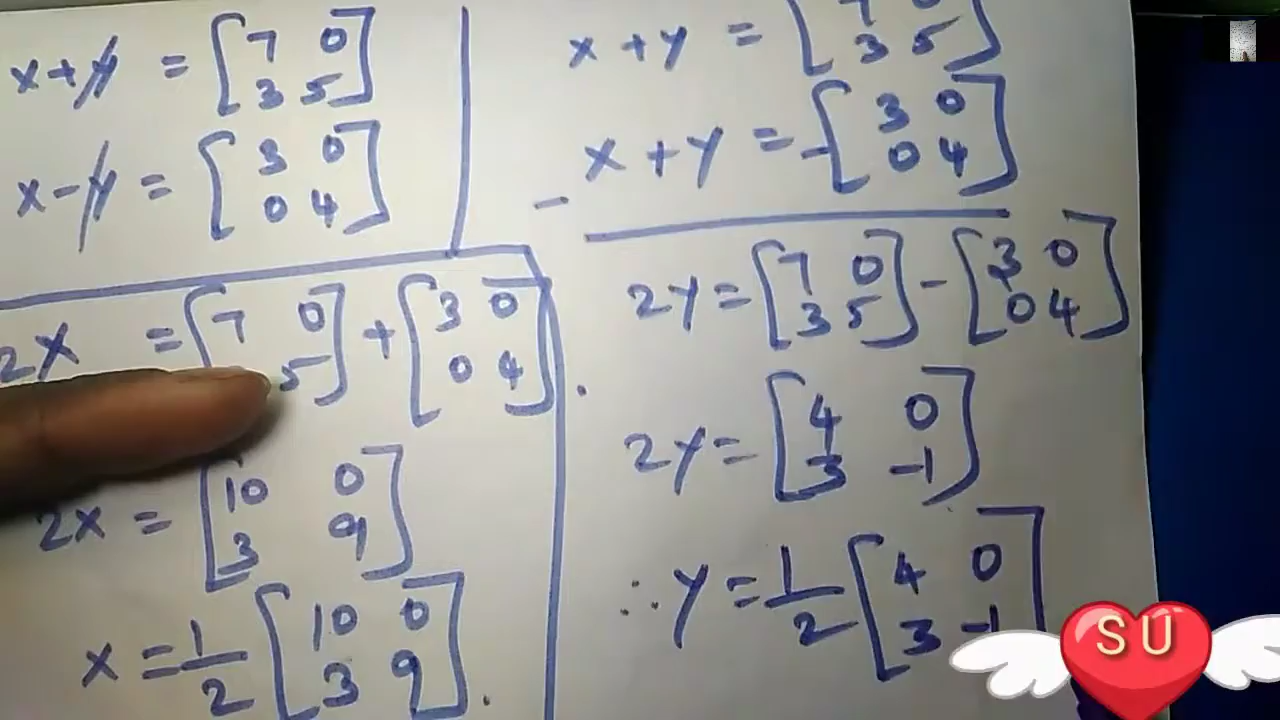 x+y = [7 0
3 5]
x-y = [3 0
0 4]
2x = [7 0
5] + [3 0
0 4]
2x = [10 0
3 9]
x = 1/2 [10 0
3 9].
x+y = [7 0
3 5]
- x+y = -[3 0
0 4]
2y = [7 0
3 5] - [3 0
0 4]
2y = [4 0
3 -1]
∴ y = 1/2 [4 0
3 -1]
SU